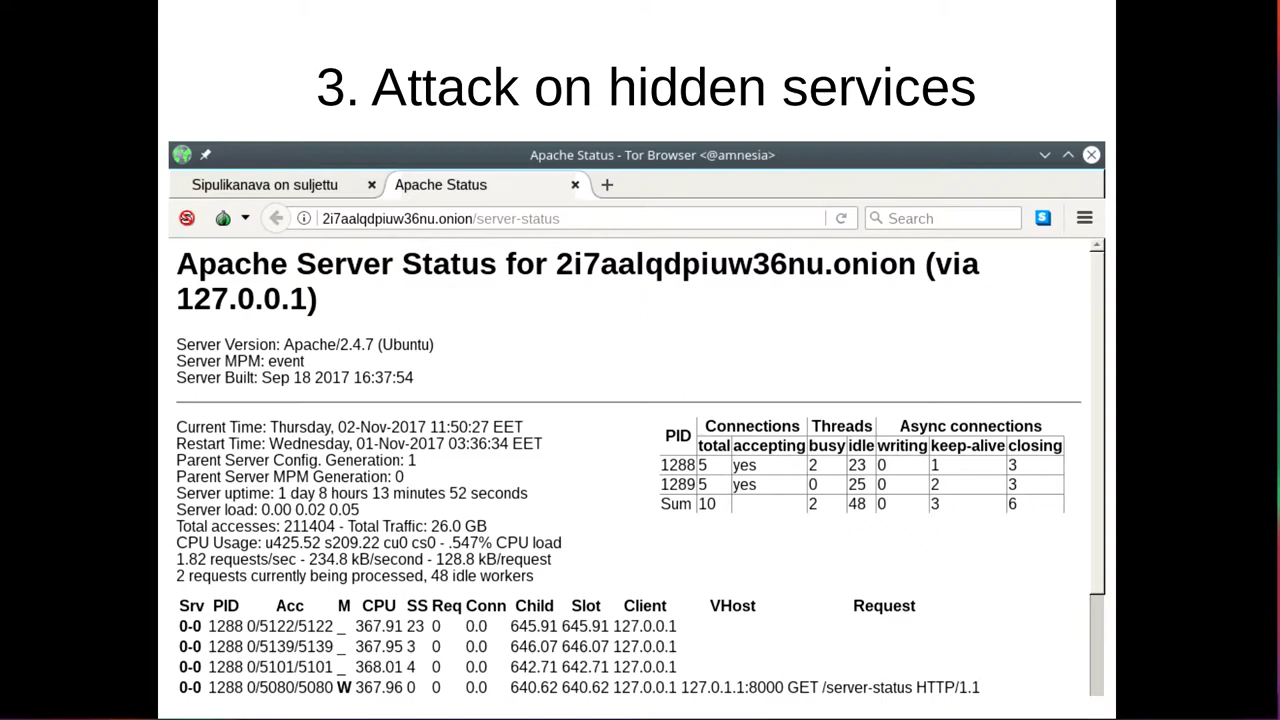 3. Attack on hidden services
Apache Status - Tor Browser <@amnesia>
Sipulikanava on suljettu
Apache Status
2i7aalqdpiuw36nu.onion/server-status
Search
Apache Server Status for 2i7aalqdpiuw36nu.onion (via
127.0.0.1)
Server Version: Apache/2.4.7 (Ubuntu)
Server MPM: event
Server Built: Sep 18 2017 16:37:54
Current Time: Thursday, 02-Nov-2017 11:50:27 EET
Restart Time: Wednesday, 01-Nov-2017 03:36:34 EET
Parent Server Config. Generation: 1
Parent Server MPM Generation: 0
Server uptime: 1 day 8 hours 13 minutes 52 seconds
Server load: 0.00 0.02 0.05
Total accesses: 211404 - Total Traffic: 26.0 GB
CPU Usage: u425.52 s209.22 cu0 cs0 - .547% CPU load
1.82 requests/sec - 234.8 kB/second - 128.8 kB/request
2 requests currently being processed, 48 idle workers
PID Connections Threads Async connections
total accepting busy idle writing keep-alive closing
1288 5 yes 2 23 0 1 3
1289 5 yes 0 25 0 2 3
Sum 10 2 48 0 3 6
Srv PID Acc M CPU SS Req Conn Child Slot Client VHost Request
0-0 1288 0/5122/5122 _ 367.91 23 0 0.0 645.91 645.91 127.0.0.1
0-0 1288 0/5139/5139 _ 367.95 3 0 0.0 646.07 646.07 127.0.0.1
0-0 1288 0/5101/5101 _ 368.01 4 0 0.0 642.71 642.71 127.0.0.1
0-0 1288 0/5080/5080 W 367.96 0 0 0.0 640.62 640.62 127.0.0.1 127.0.1.1:8000 GET /server-status HTTP/1.1